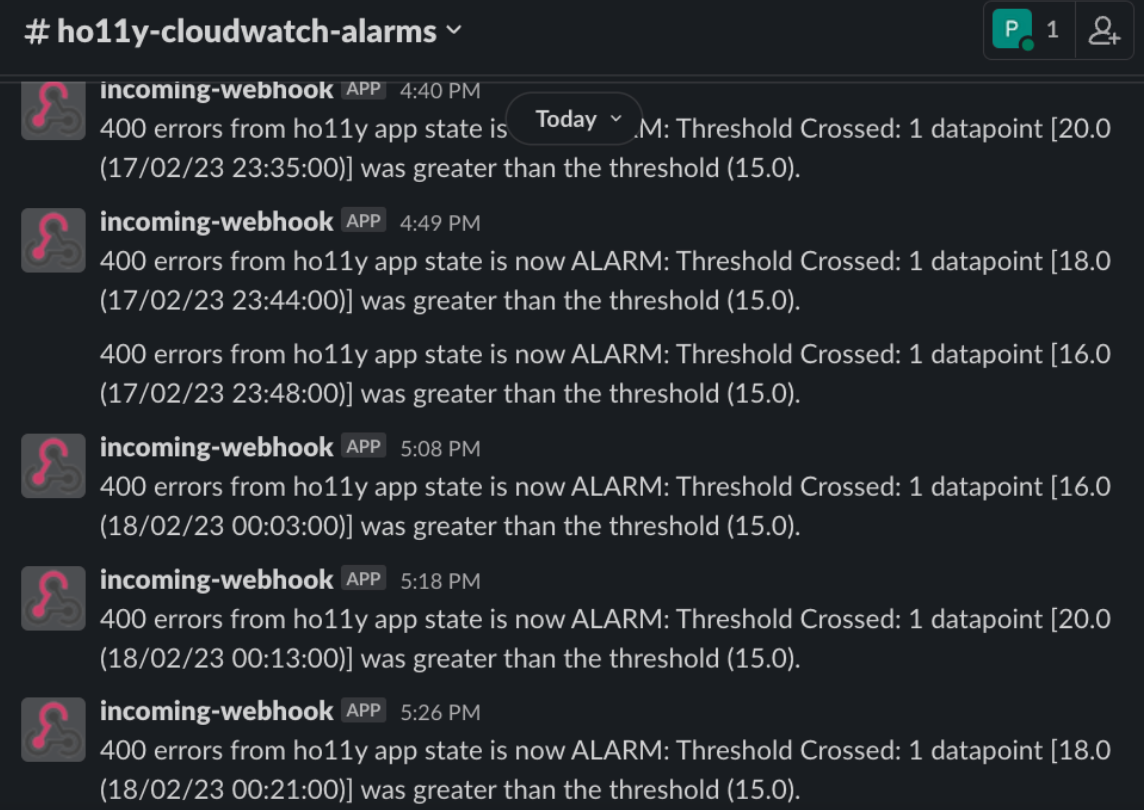 # ho11y-cloudwatch-alarms
P 1
incoming-webhook APP 4:40 PM
Today
400 errors from ho11y app state is M: Threshold Crossed: 1 datapoint [20.0
(17/02/23 23:35:00)] was greater than the threshold (15.0).
incoming-webhook APP 4:49 PM
400 errors from ho11y app state is now ALARM: Threshold Crossed: 1 datapoint [18.0
(17/02/23 23:44:00)] was greater than the threshold (15.0).
400 errors from ho11y app state is now ALARM: Threshold Crossed: 1 datapoint [16.0
(17/02/23 23:48:00)] was greater than the threshold (15.0).
incoming-webhook APP 5:08 PM
400 errors from ho11y app state is now ALARM: Threshold Crossed: 1 datapoint [16.0
(18/02/23 00:03:00)] was greater than the threshold (15.0).
incoming-webhook APP 5:18 PM
400 errors from ho11y app state is now ALARM: Threshold Crossed: 1 datapoint [20.0
(18/02/23 00:13:00)] was greater than the threshold (15.0).
incoming-webhook APP 5:26 PM
400 errors from ho11y app state is now ALARM: Threshold Crossed: 1 datapoint [18.0
(18/02/23 00:21:00)] was greater than the threshold (15.0).